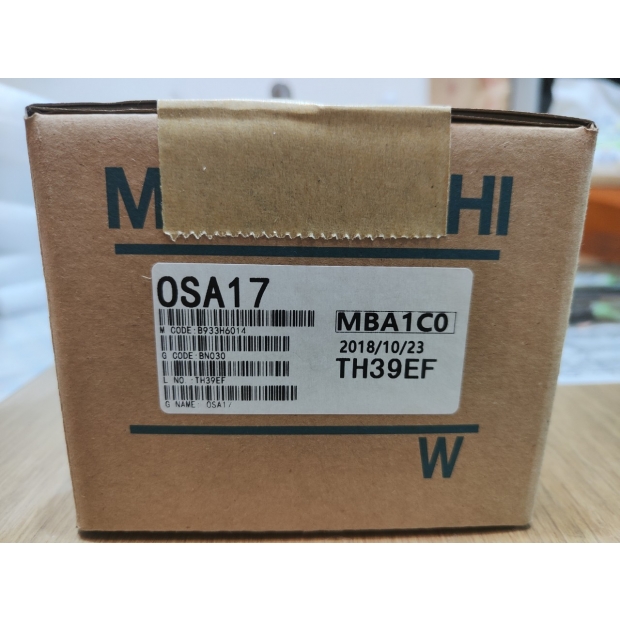 M HI
OSA17
M CODE:B933H6014
G CODE:BN030
L NO. :TH39EF
G NAME: OSA17
MBA1C0
2018/10/23
TH39EF
W